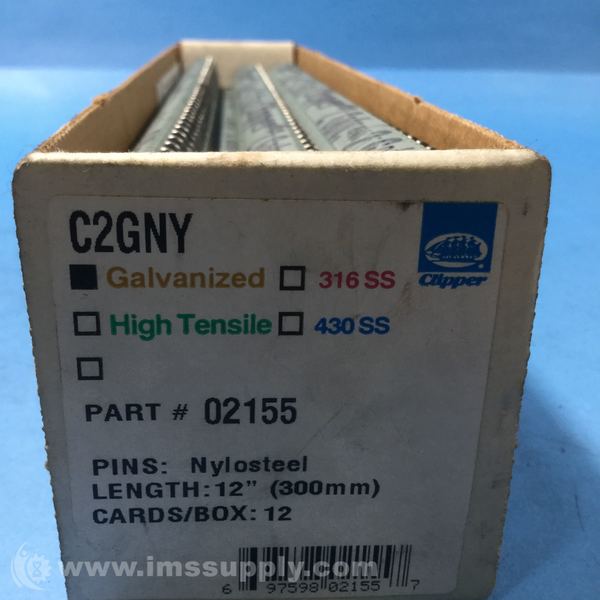 C2GNY
Galvanized 316 SS
Clipper
High Tensile 430 SS
PART # 02155
PINS: Nylosteel
LENGTH: 12" (300mm)
CARDS/BOX: 12
6 97598 02155 7
www.imssupply.com